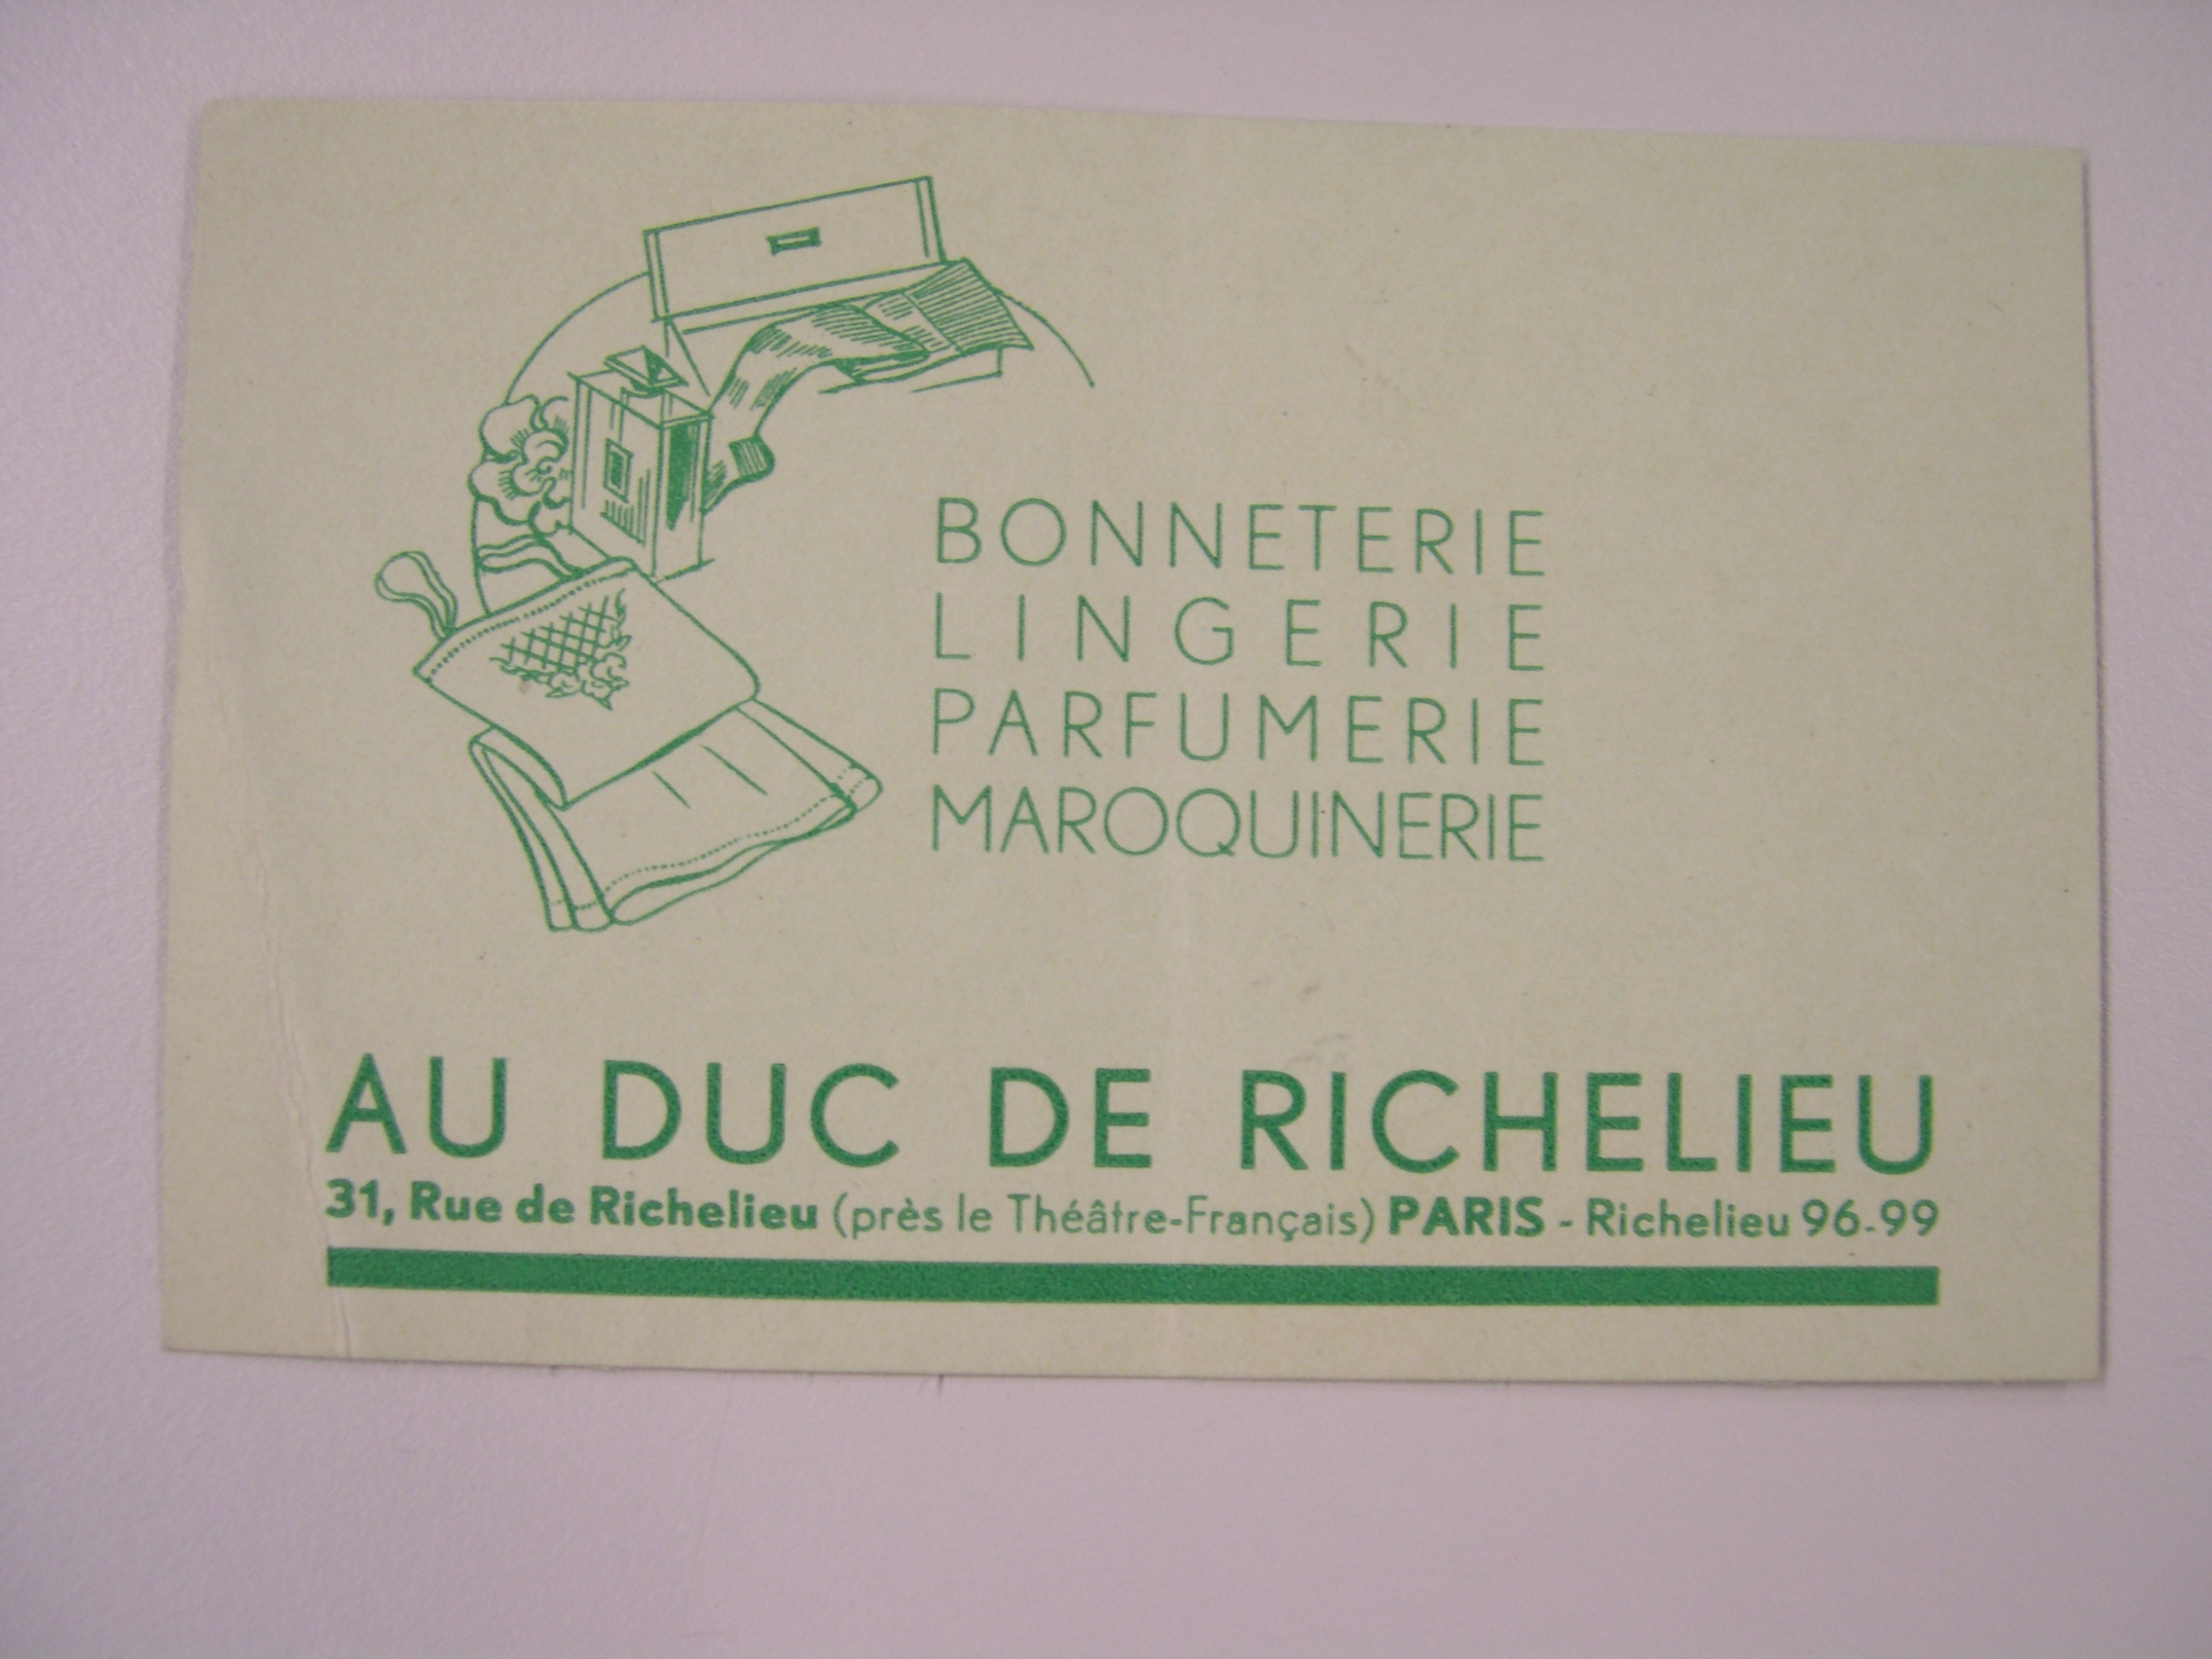 BONNETERIE
LINGERIE
PARFUMERIE
MAROQUINERIE
AU DUC DE RICHELIEU
31, Rue de Richelieu (près le Théâtre-Français) PARIS - Richelieu 96-99